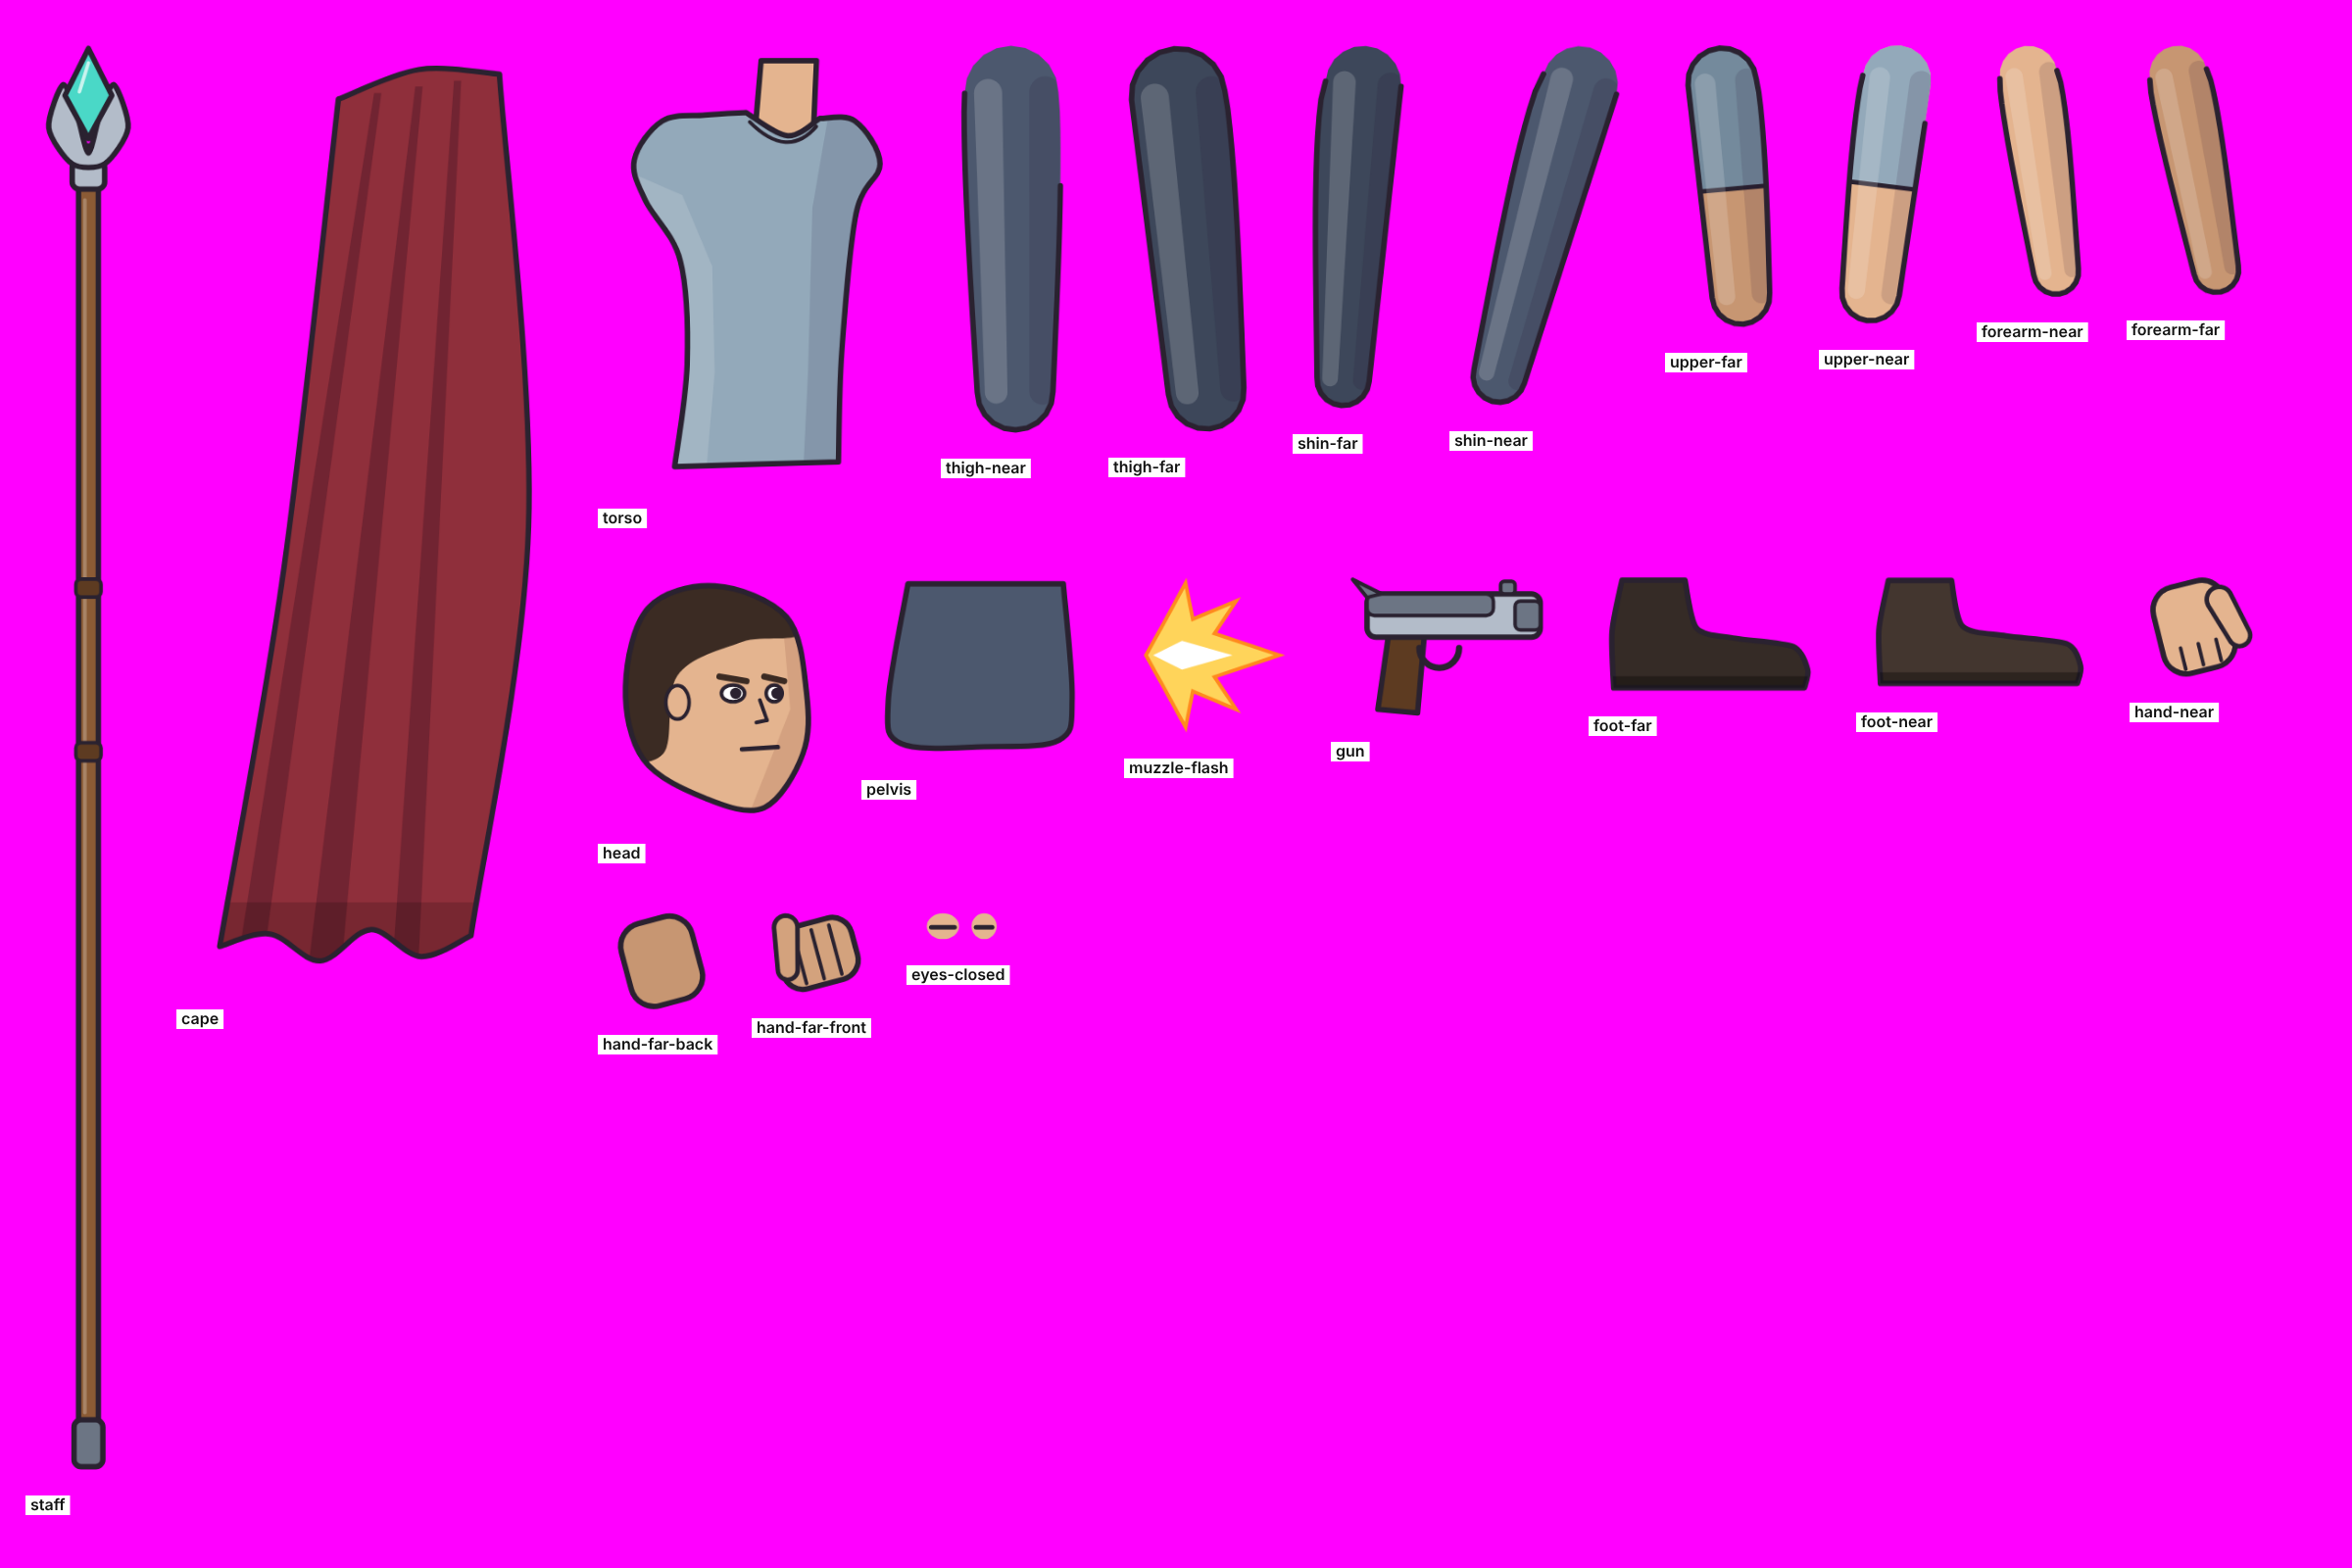 upper-far
upper-near
forearm-near
forearm-far
shin-far
shin-near
thigh-near
thigh-far
torso
foot-far
foot-near
hand-near
gun
muzzle-flash
pelvis
head
eyes-closed
hand-far-front
hand-far-back
cape
staff